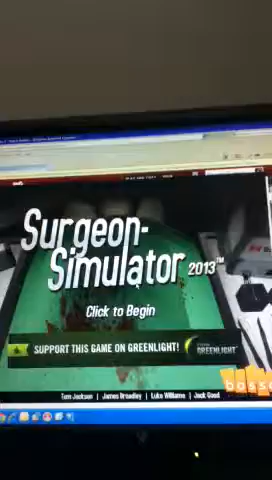 Surgeon-
Simulator 2013™
Click to Begin
SUPPORT THIS GAME ON GREENLIGHT!
GREENLIGHT
bossa
Tom Jackson | James Broadley | Luke Williams | Jack Good